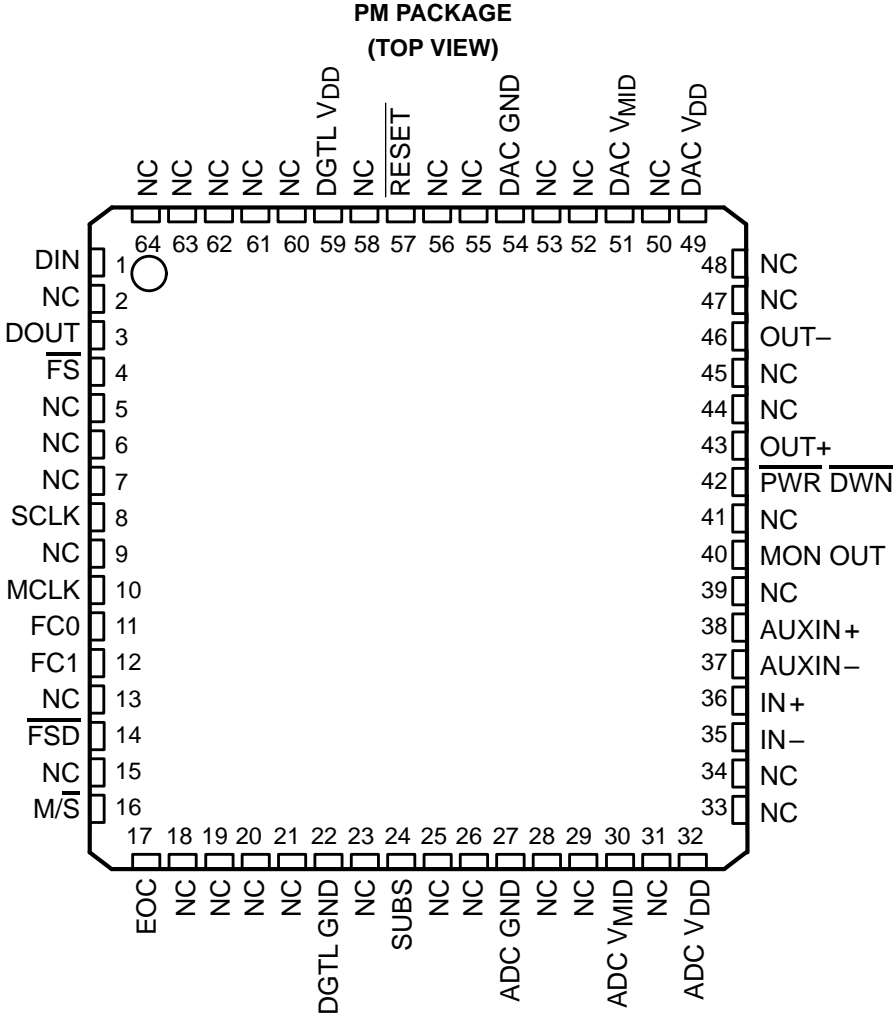 PM PACKAGE
(TOP VIEW)
NC
NC
NC
NC
NC
DGTL VDD
NC
RESET
NC
NC
DAC GND
NC
NC
DAC VMID
NC
DAC VDD
64 63 62 61 60 59 58 57 56 55 54 53 52 51 50 49
DIN 1
NC 2
DOUT 3
FS 4
NC 5
NC 6
NC 7
SCLK 8
NC 9
MCLK 10
FC0 11
FC1 12
NC 13
FSD 14
NC 15
M/S 16
48 NC
47 NC
46 OUT–
45 NC
44 NC
43 OUT+
42 PWR DWN
41 NC
40 MON OUT
39 NC
38 AUXIN+
37 AUXIN–
36 IN+
35 IN–
34 NC
33 NC
17 18 19 20 21 22 23 24 25 26 27 28 29 30 31 32
EOC
NC
NC
NC
NC
DGTL GND
NC
SUBS
NC
NC
ADC GND
NC
NC
ADC VMID
NC
ADC VDD